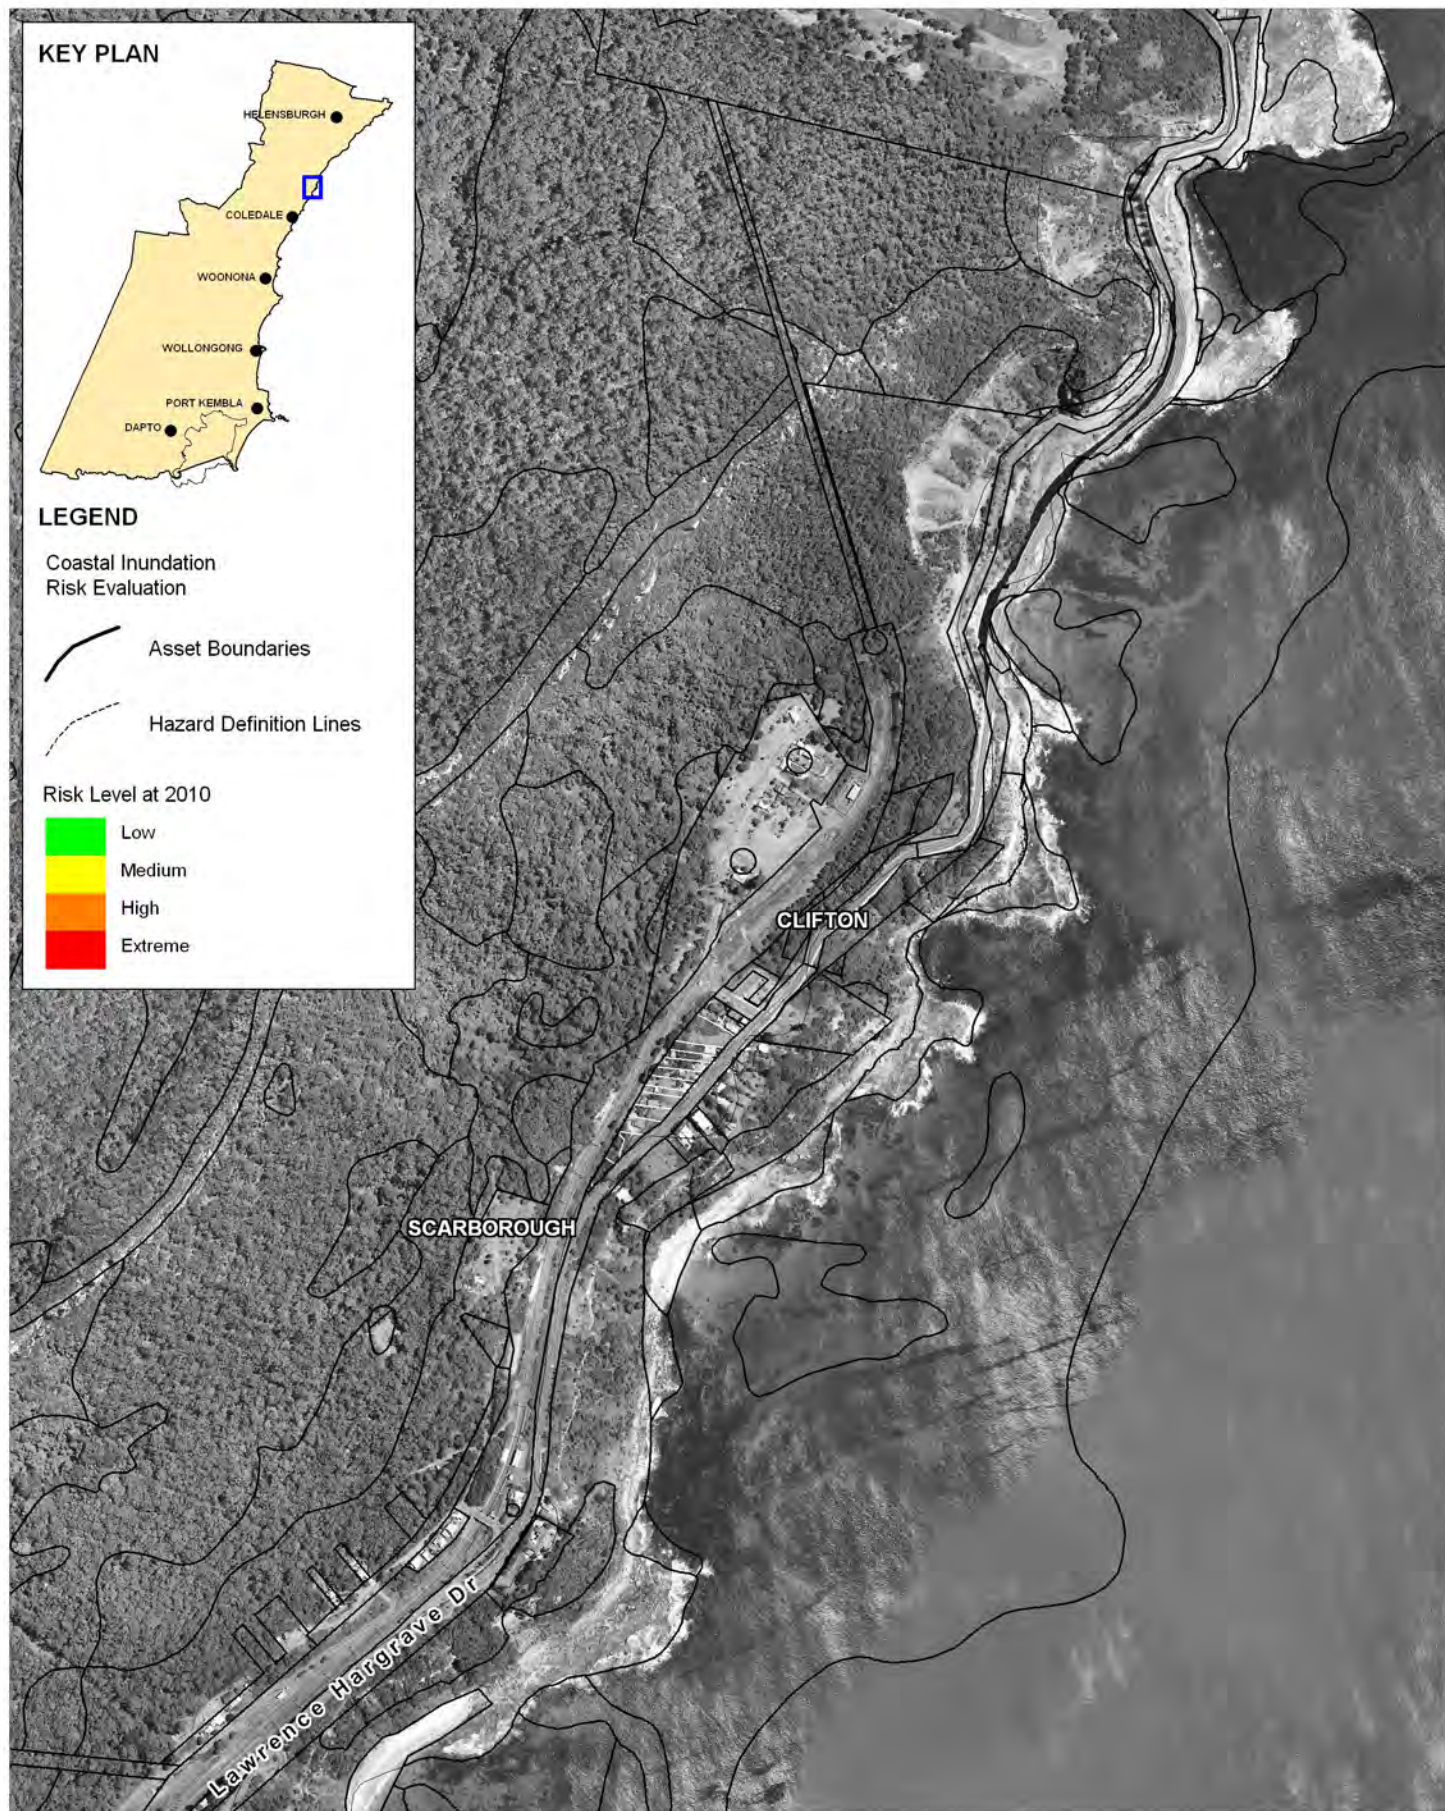 KEY PLAN
HELENSBURGH
COLEDALE
WOONONA
WOLLONGONG
PORT KEMBLA
DAPTO
LEGEND
Coastal Inundation
Risk Evaluation
Asset Boundaries
Hazard Definition Lines
Risk Level at 2010
Low
Medium
High
Extreme
CLIFTON
SCARBOROUGH
Lawrence Hargrave Dr